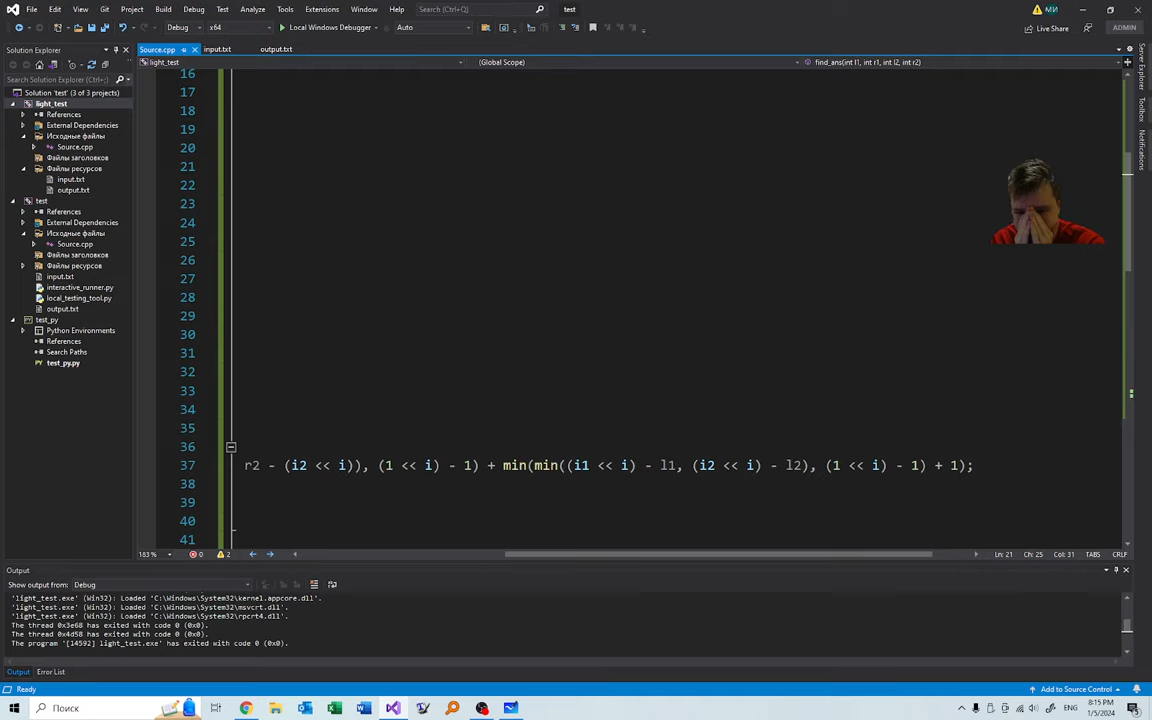 File Edit View Git Project Build Debug Test Analyze Tools Extensions Window Help Search (Ctrl+Q) test МИ
Debug x64 Local Windows Debugger Auto Live Share ADMIN
Solution Explorer
Search Solution Explorer (Ctrl+;)
Solution 'test' (3 of 3 projects)
light_test
References
External Dependencies
Исходные файлы
Source.cpp
Файлы заголовков
Файлы ресурсов
input.txt
output.txt
test
References
External Dependencies
Исходные файлы
Source.cpp
Файлы заголовков
Файлы ресурсов
input.txt
interactive_runner.py
local_testing_tool.py
output.txt
test_py
Python Environments
References
Search Paths
test_py.py
Source.cpp input.txt output.txt
light_test (Global Scope) find_ans(int l1, int r1, int l2, int r2)
16
17
18
19
20
21
22
23
24
25
26
27
28
29
30
31
32
33
34
35
36
37 r2 - (i2 << i)), (1 << i) - 1) + min(min((i1 << i) - l1, (i2 << i) - l2), (1 << i) - 1) + 1);
38
39
40
41
183 % 0 2 Ln: 21 Ch: 25 Col: 31 TABS CRLF
Server Explorer
Toolbox
Notifications
Output
Show output from: Debug
'light_test.exe' (Win32): Loaded 'C:\Windows\System32\kernel.appcore.dll'.
'light_test.exe' (Win32): Loaded 'C:\Windows\System32\msvcrt.dll'.
'light_test.exe' (Win32): Loaded 'C:\Windows\System32\rpcrt4.dll'.
The thread 0x3e68 has exited with code 0 (0x0).
The thread 0x4d58 has exited with code 0 (0x0).
The program '[14592] light_test.exe' has exited with code 0 (0x0).
Output Error List
Ready Add to Source Control
Поиск ENG 8:15 PM
1/5/2024